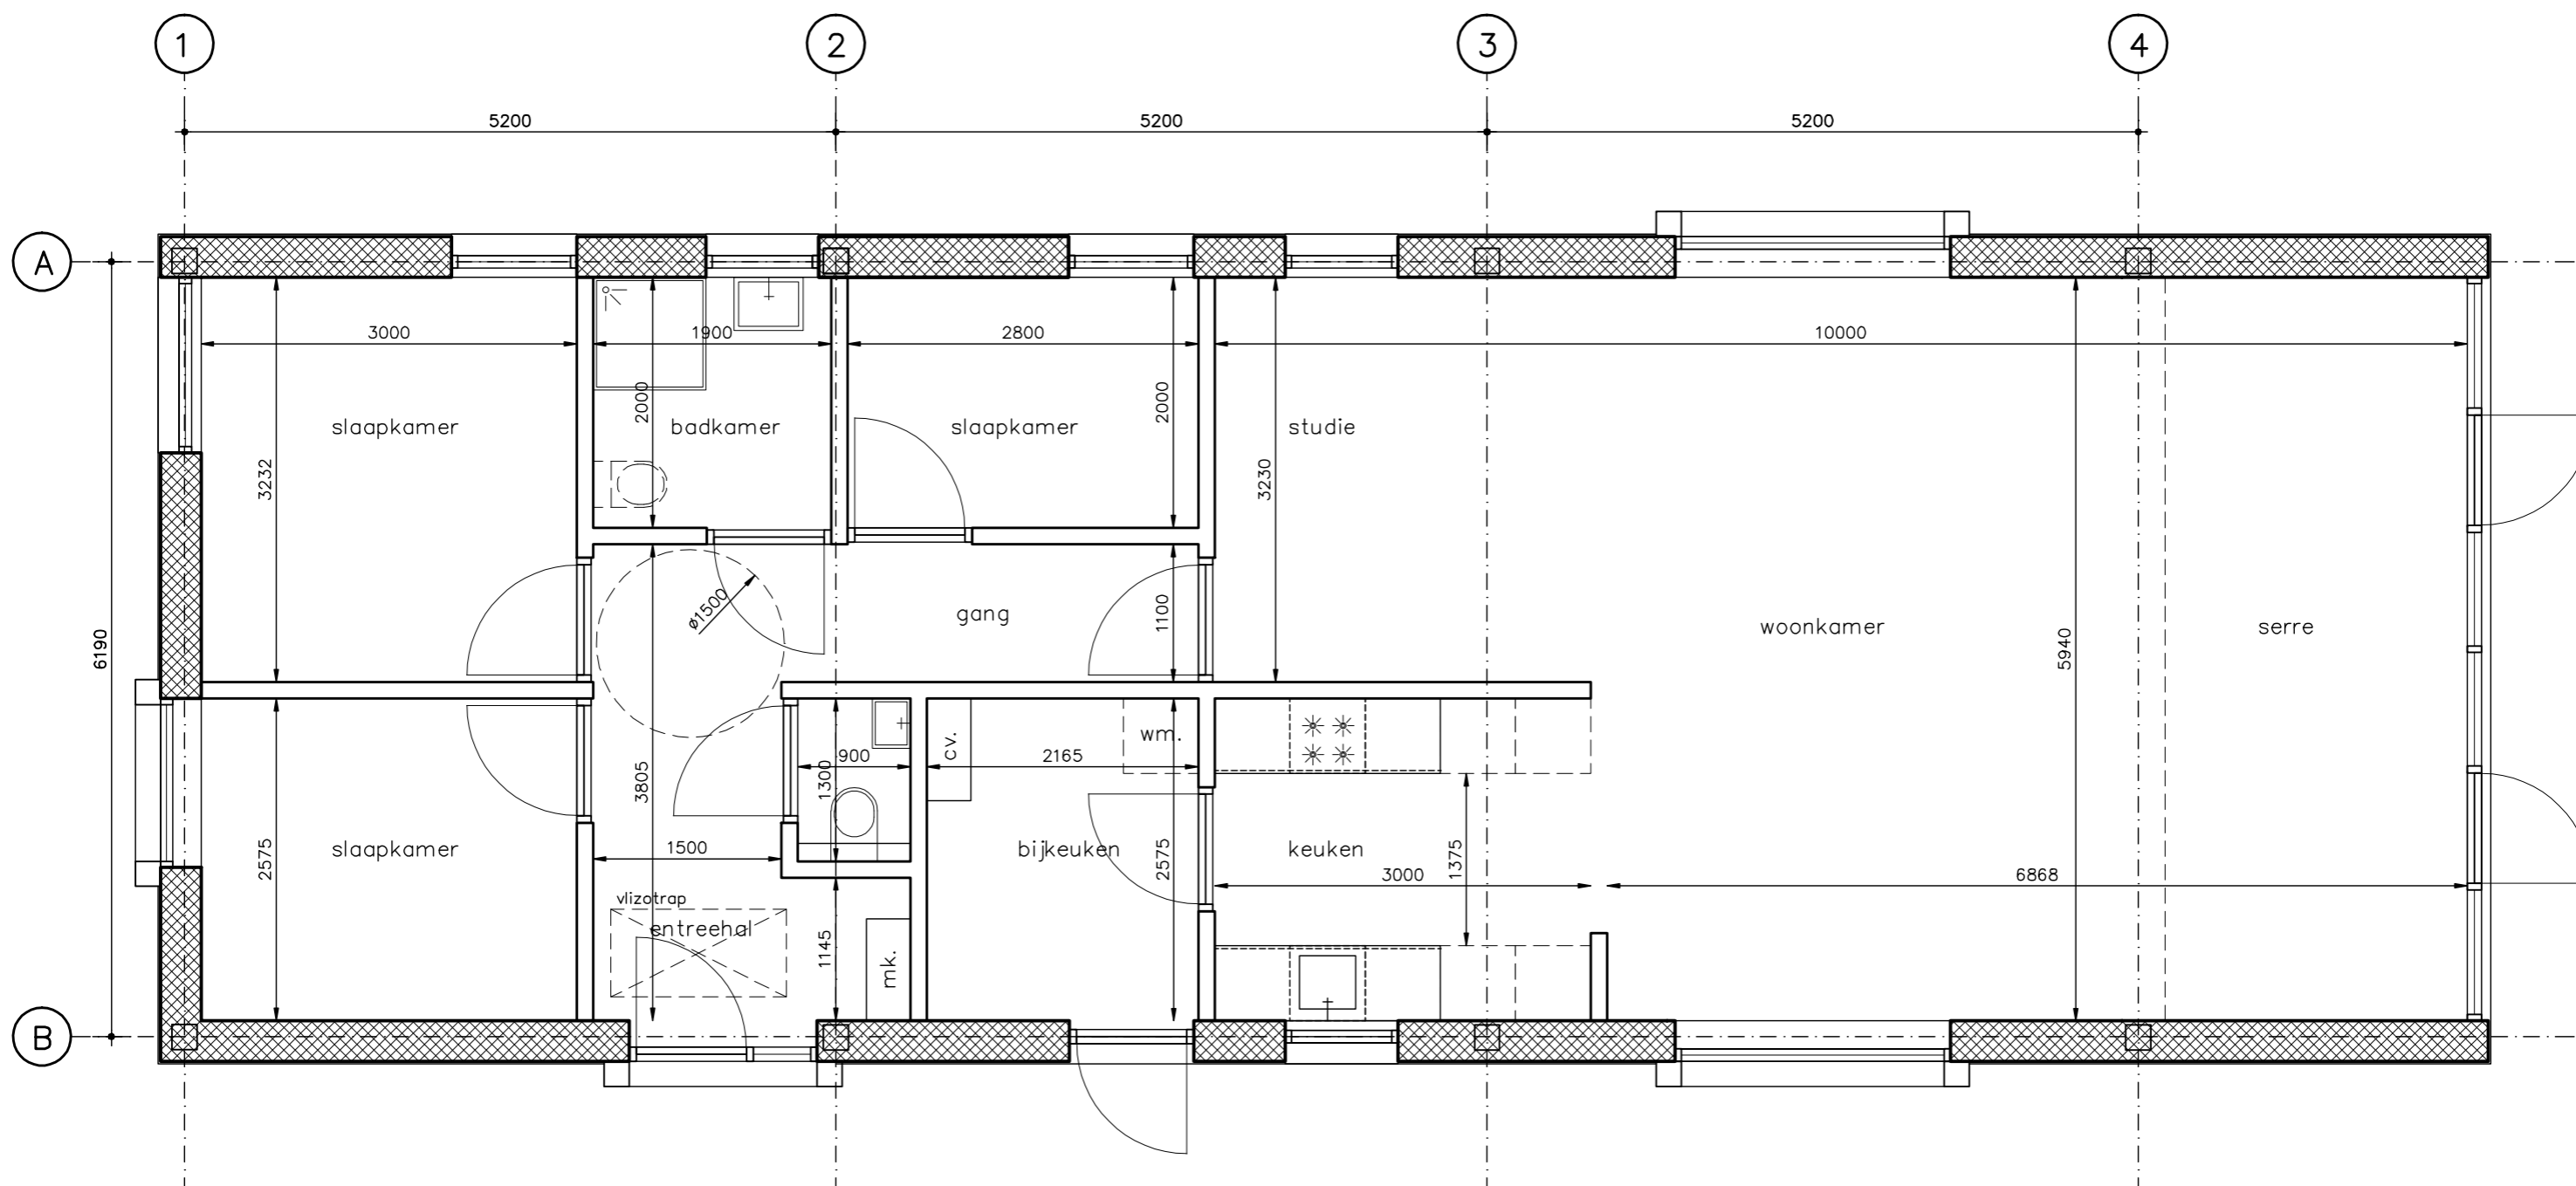 1 2 3 4
5200 5200 5200
A
3000 1900 2800 10000
2000 2000
slaapkamer badkamer slaapkamer studie
3232 3230
ø1500 gang 1100 woonkamer serre
6190 5940
wm.
cv.
900 2165
3805 1300
slaapkamer 1500 bijkeuken keuken
2575 2575 1375
3000 6868
vlizotrap
entreehal
1145 mk.
B